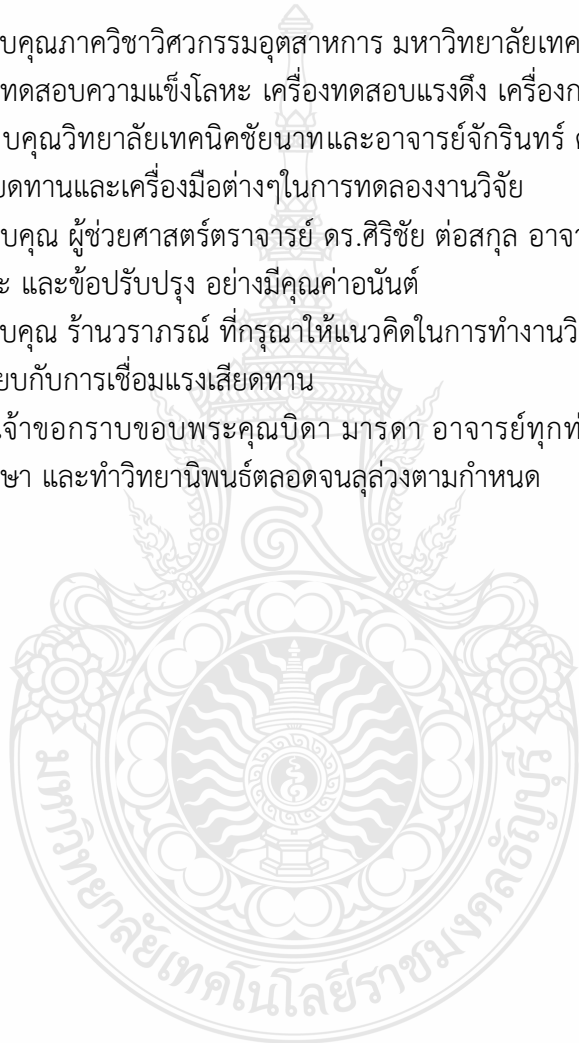 บคุณภาควิชาวิศวกรรมอุตสาหการ มหาวิทยาลัยเทค
ทดสอบความแข็งโลหะ เครื่องทดสอบแรงดึง เครื่องก
บคุณวิทยาลัยเทคนิคชัยนาทและอาจารย์จักรินทร์
ยดทานและเครื่องมือต่างๆในการทดลองงานวิจัย
บคุณ ผู้ช่วยศาสตร์ตราจารย์ ดร.ศิริชัย ต่อสกุล อาจา
ะ และข้อปรับปรุง อย่างมีคุณค่าอนันต์
บคุณ ร้านวราภรณ์ ที่กรุณาให้แนวคิดในการทำงานวิ
ยบกับการเชื่อมแรงเสียดทาน
เจ้าขอกราบขอบพระคุณบิดา มารดา อาจารย์ทุกท่
ษา และทำวิทยานิพนธ์ตลอดจนลุล่วงตามกำหนด
มหาวิทยาลัยเทคโนโลยีราชมงคลธัญบุรี